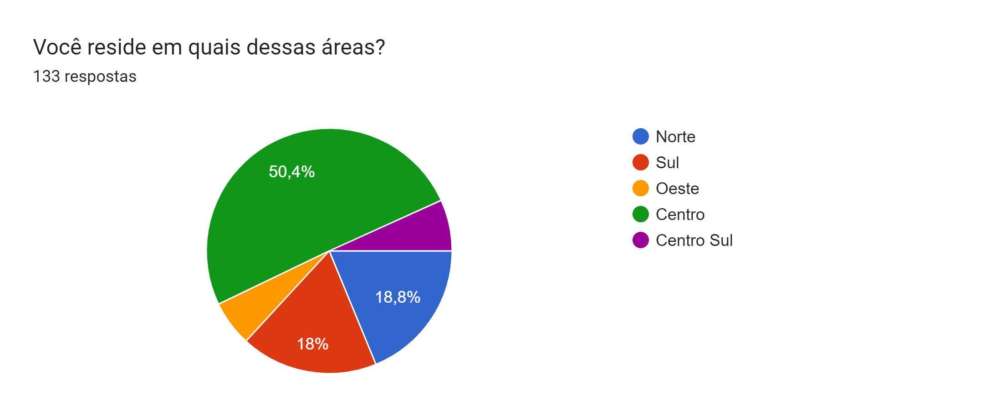 Você reside em quais dessas áreas?
133 respostas
50,4%
18,8%
18%
Norte
Sul
Oeste
Centro
Centro Sul